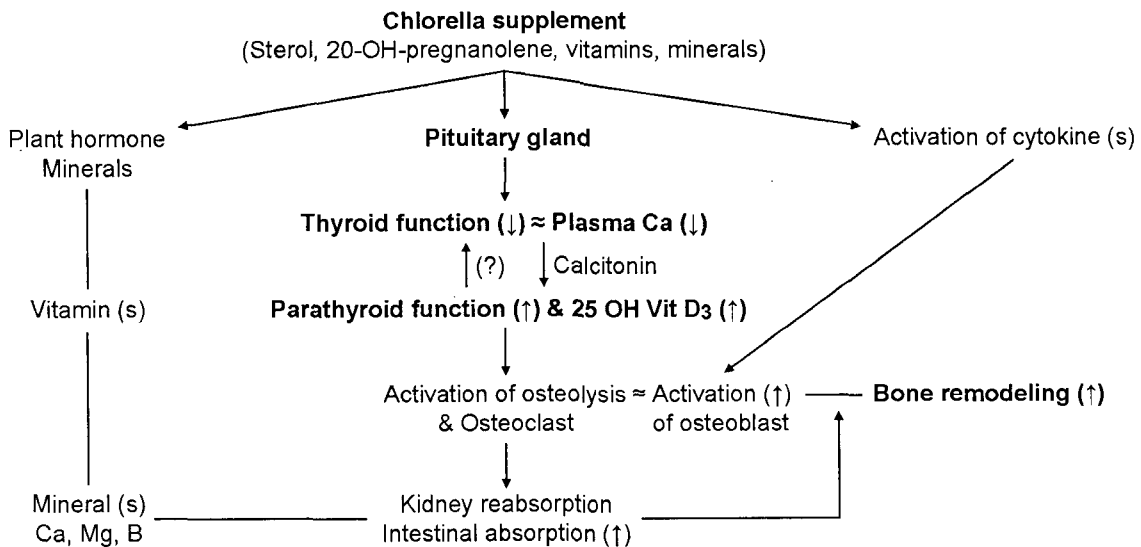 Chlorella supplement
(Sterol, 20-OH-pregnanolene, vitamins, minerals)
Plant hormone
Minerals
Pituitary gland
Activation of cytokine (s)
Thyroid function (↓) ≈ Plasma Ca (↓)
(?)
Calcitonin
Vitamin (s)
Parathyroid function (↑) & 25 OH Vit D3 (↑)
Activation of osteolysis ≈ Activation (↑)
& Osteoclast
of osteoblast
Bone remodeling (↑)
Mineral (s)
Ca, Mg, B
Kidney reabsorption
Intestinal absorption (↑)